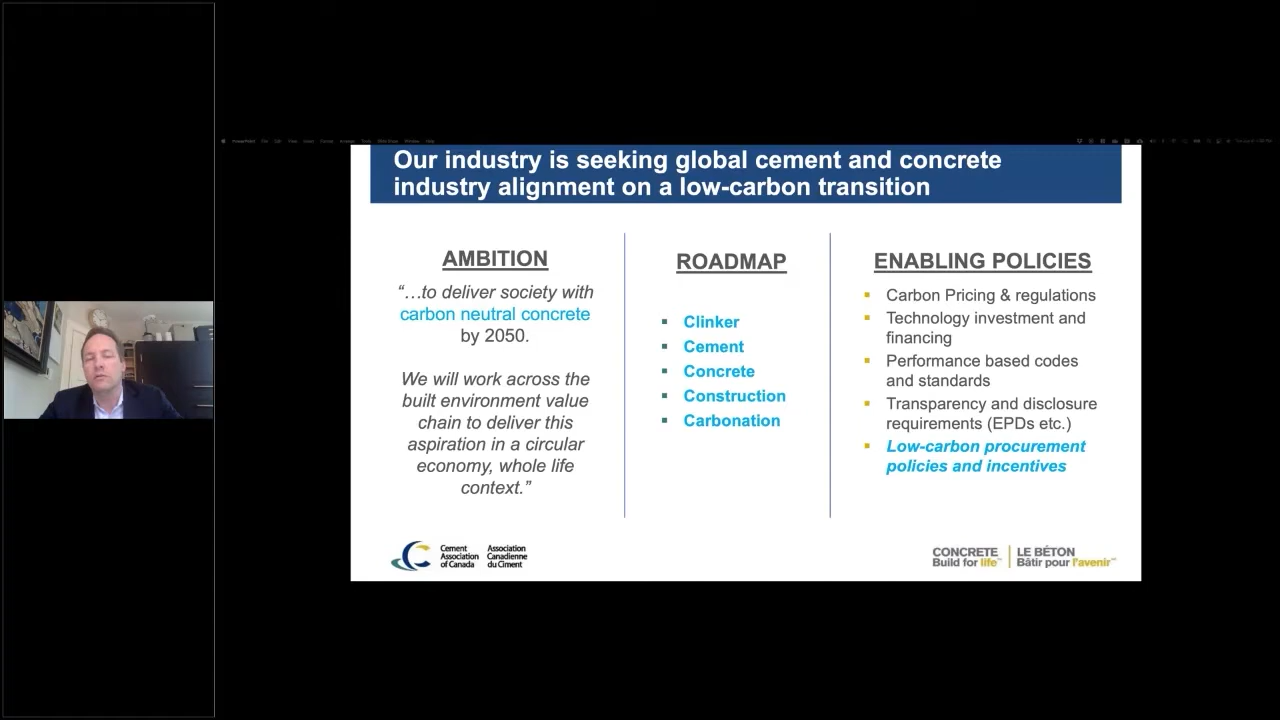 Our industry is seeking global cement and concrete
industry alignment on a low-carbon transition
AMBITION
“…to deliver society with
carbon neutral concrete
by 2050.
We will work across the
built environment value
chain to deliver this
aspiration in a circular
economy, whole life
context.”
ROADMAP
Clinker
Cement
Concrete
Construction
Carbonation
ENABLING POLICIES
Carbon Pricing & regulations
Technology investment and
financing
Performance based codes
and standards
Transparency and disclosure
requirements (EPDs etc.)
Low-carbon procurement
policies and incentives
Cement
Association
of Canada
Association
Canadienne
du Ciment
CONCRETE
Build for life™
LE BÉTON
Bâtir pour l'avenir